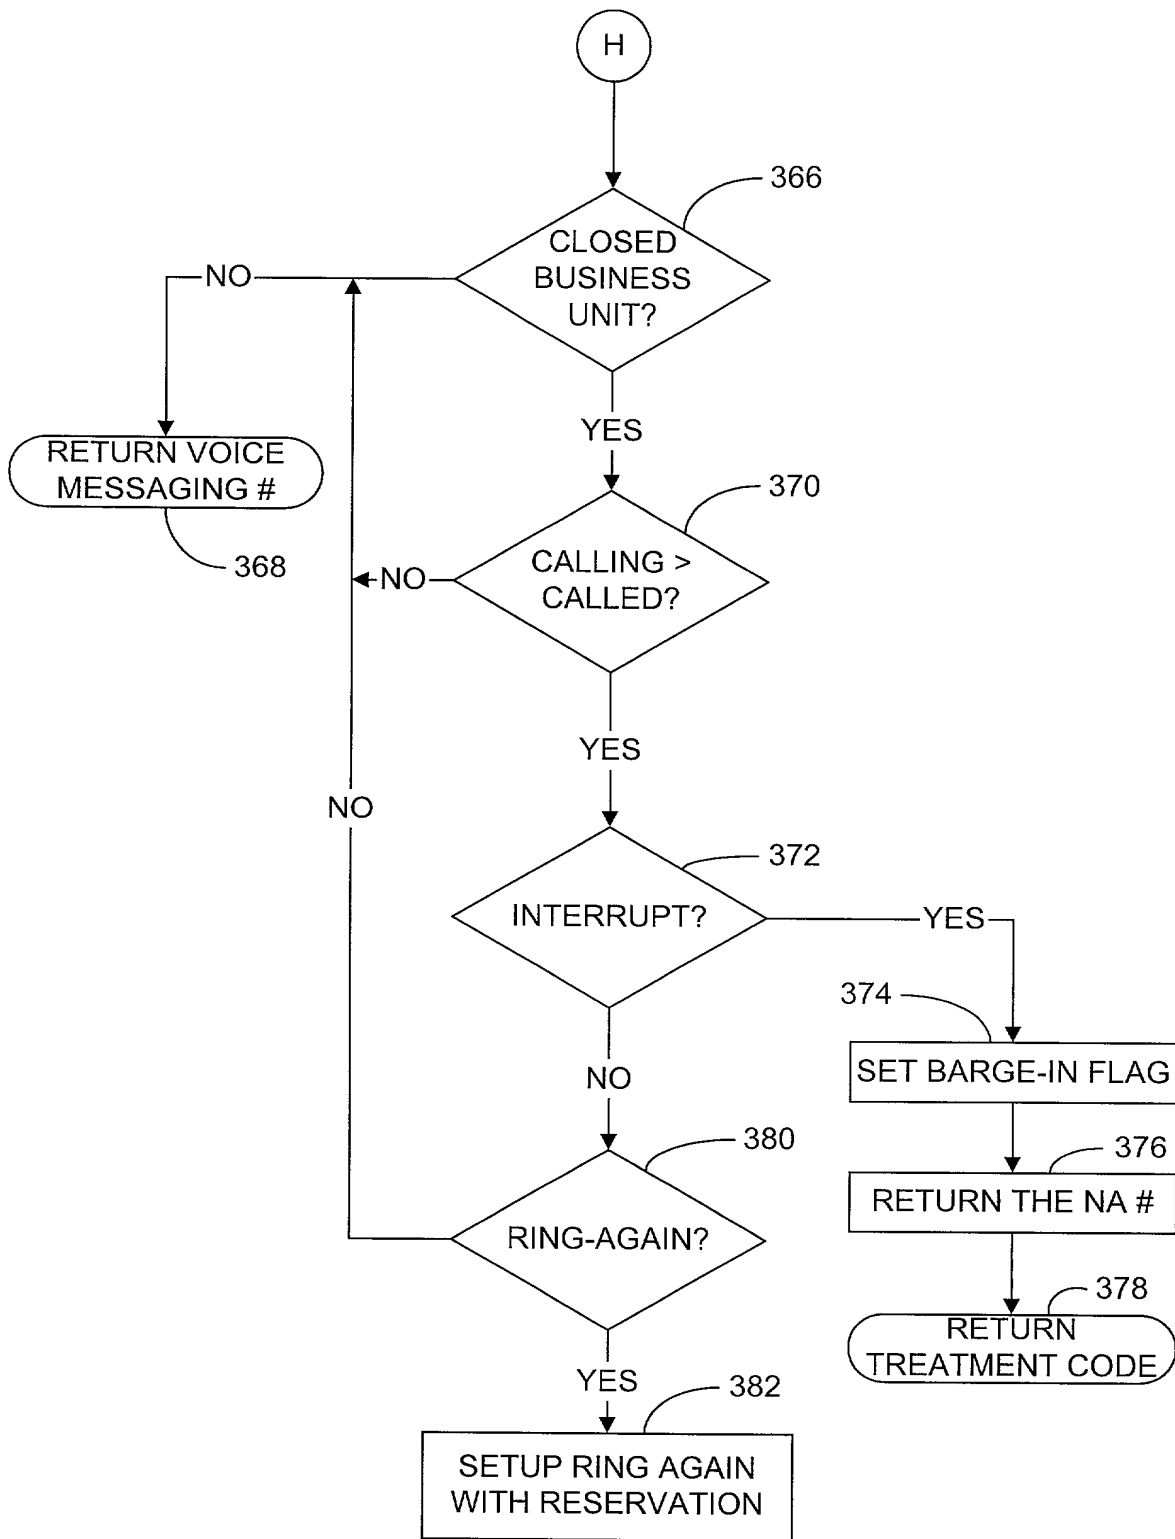 H
366
CLOSED
BUSINESS
UNIT?
NO
YES
RETURN VOICE
MESSAGING #
368
370
CALLING >
CALLED?
NO
YES
NO
372
INTERRUPT?
YES
374
NO
SET BARGE-IN FLAG
380
376
RETURN THE NA #
RING-AGAIN?
378
RETURN
TREATMENT CODE
YES
382
SETUP RING AGAIN
WITH RESERVATION